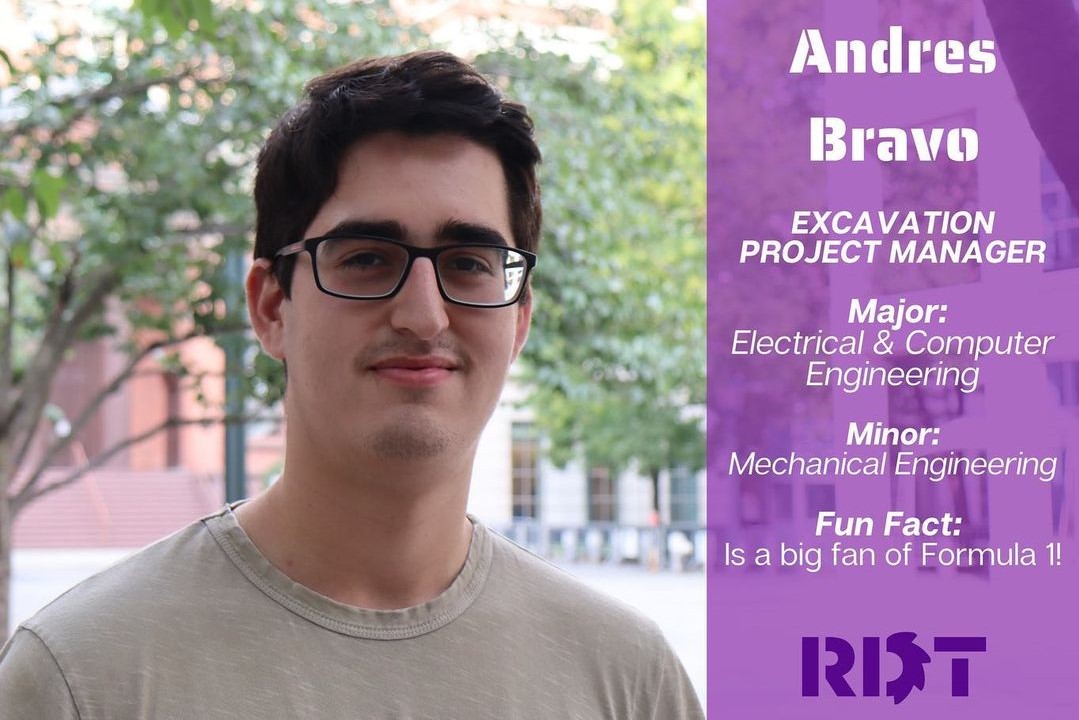 Andres
Bravo
EXCAVATION
PROJECT MANAGER
Major:
Electrical & Computer
Engineering
Minor:
Mechanical Engineering
Fun Fact:
Is a big fan of Formula 1!
RDT